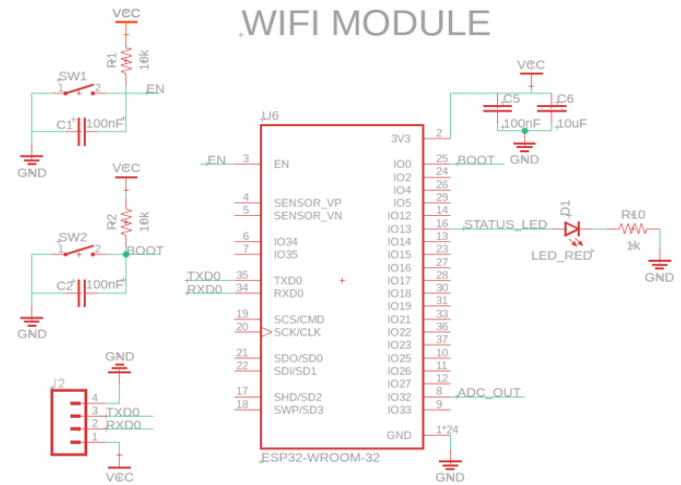 WIFI MODULE
VCC
R1
10k
SW1
1
2
EN
C1
100nF
GND
VCC
R2
10k
SW2
1
2
BOOT
C2
100nF
GND
GND
J2
4
3
TXD0
2
RXD0
1
VCC
U6
3V3
2
EN
3
EN
IO0
25
BOOT
IO2
24
IO4
26
SENSOR_VP
4
IO5
29
SENSOR_VN
5
IO12
14
IO13
16
STATUS_LED
IO34
6
IO14
13
IO35
7
IO15
23
IO16
27
TXD0
35
TXD0
IO17
28
RXD0
34
RXD0
IO18
30
IO19
31
SCS/CMD
19
IO21
33
SCK/CLK
20
IO22
36
IO23
37
SDO/SD0
21
IO25
10
SDI/SD1
22
IO26
11
IO27
12
SHD/SD2
17
IO32
8
ADC_OUT
SWP/SD3
18
IO33
9
GND
1*24
ESP32-WROOM-32
GND
VCC
C5
100nF
C6
10uF
GND
D1
LED_RED
R10
1k
GND